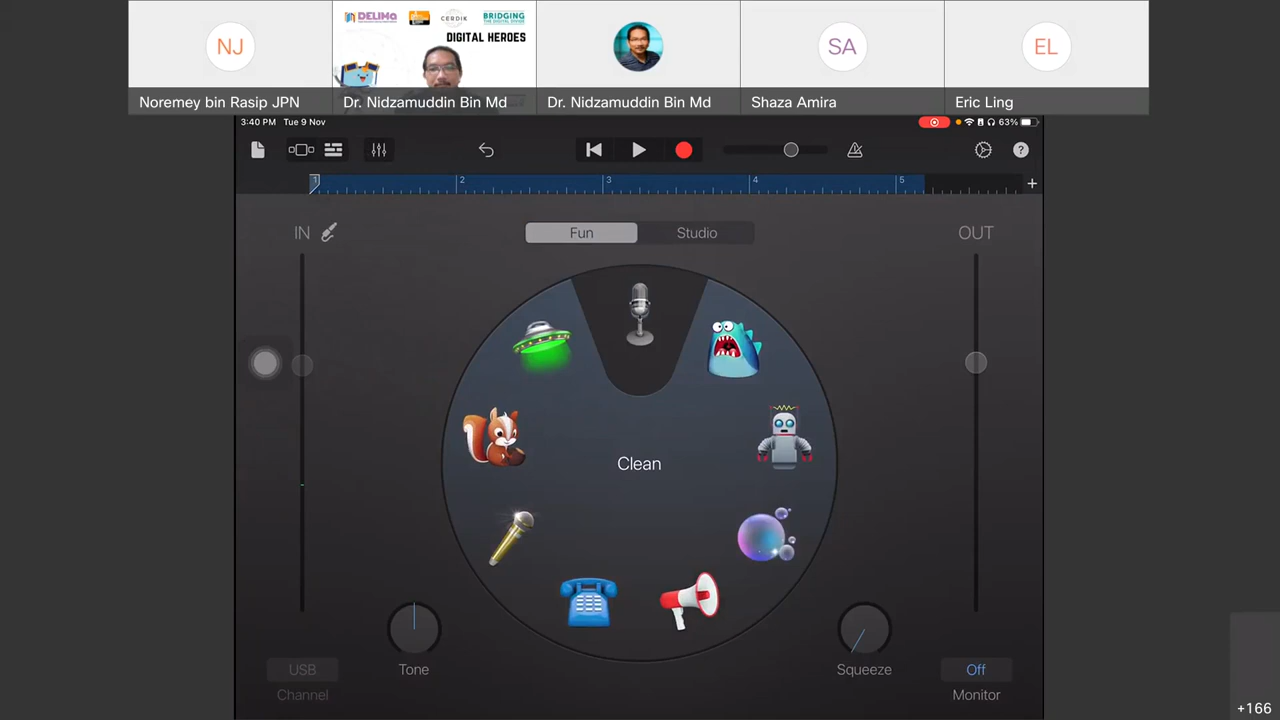 NJ
DELIMa
CERDIK
BRIDGING
THE DIGITAL DIVIDE
DIGITAL HEROES
SA
EL
Noremey bin Rasip JPN
Dr. Nidzamuddin Bin Md
Dr. Nidzamuddin Bin Md
Shaza Amira
Eric Ling
3:40 PM Tue 9 Nov
63%
1
2
3
4
5
+
IN
Fun
Studio
OUT
Clean
Tone
Squeeze
USB
Channel
Off
Monitor
+166